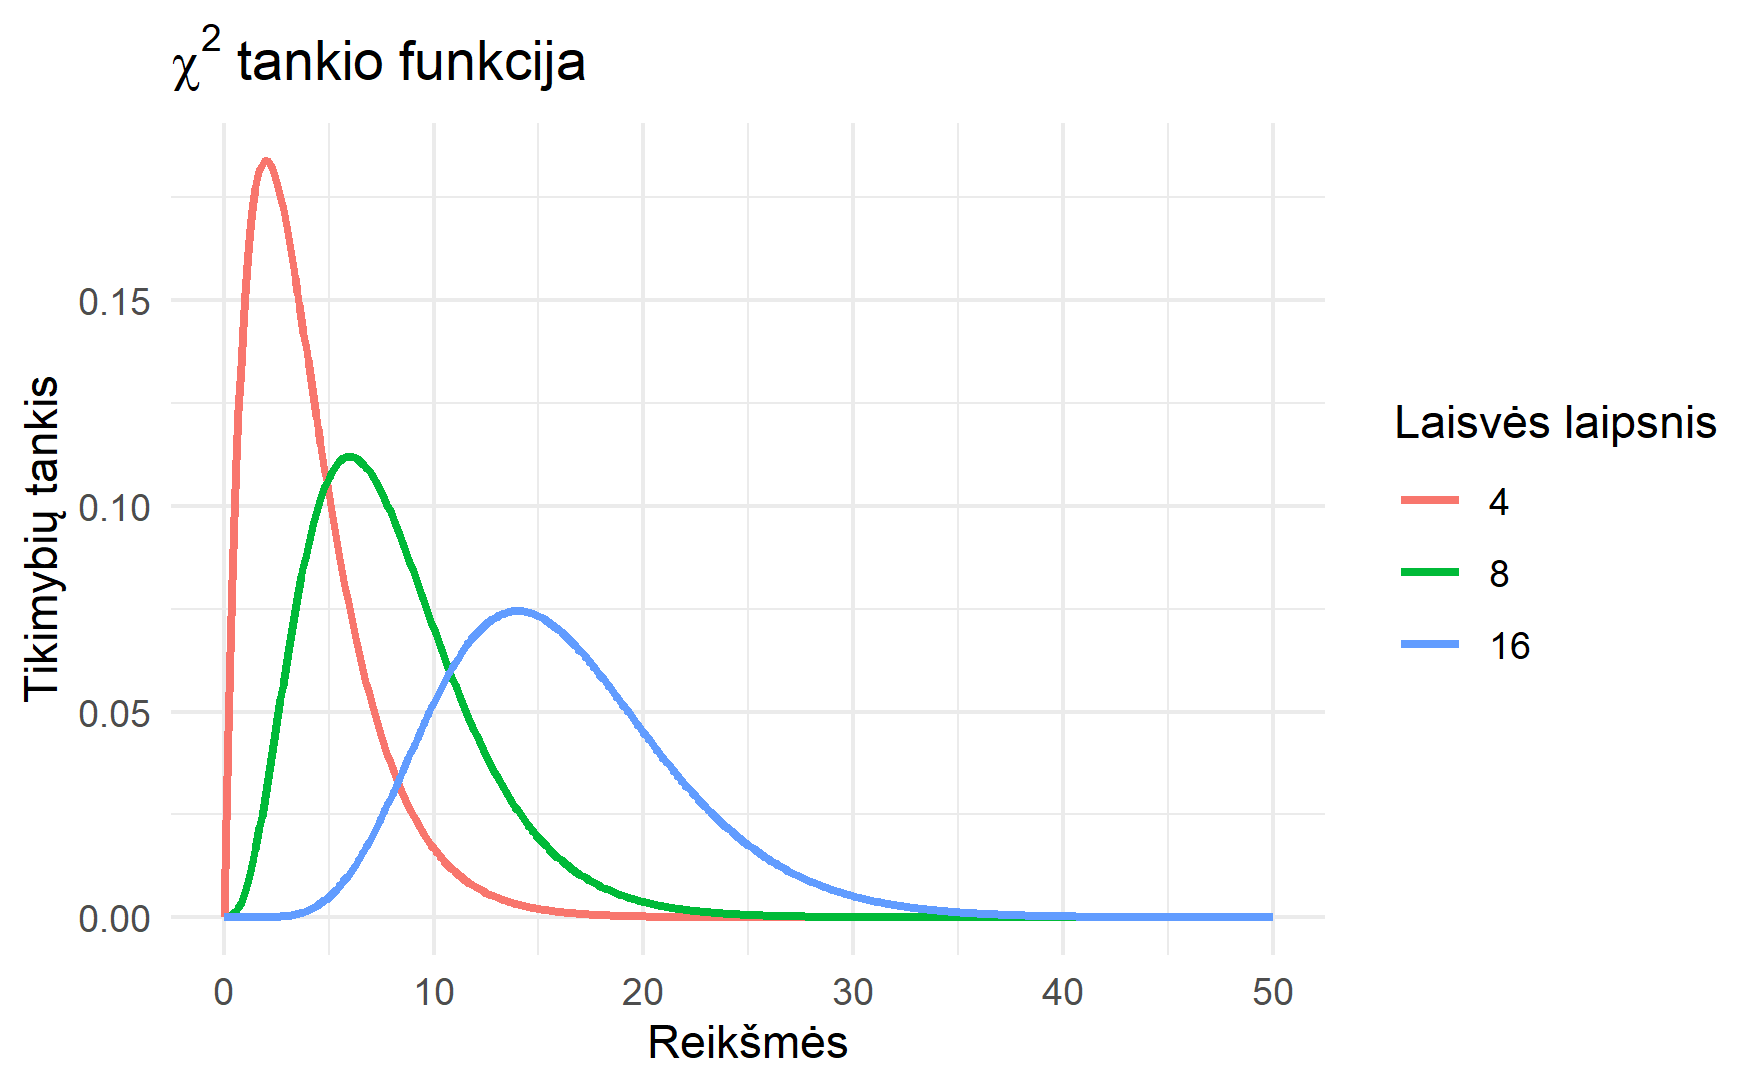 χ² tankio funkcija
Tikimybių tankis
0.15
0.10
0.05
0.00
0 10 20 30 40 50
Reikšmės
Laisvės laipsnis
4
8
16